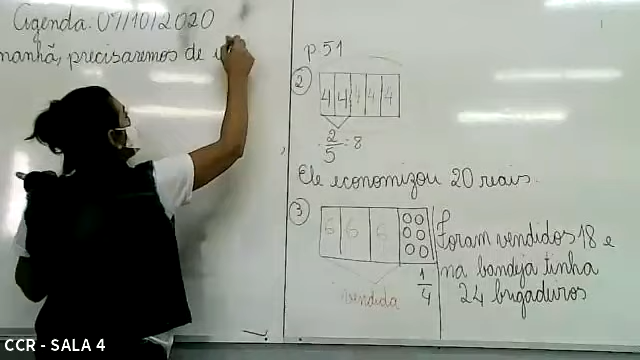 Agenda: 07/10/2020
manhã, precisaremos de
p.51
2
4 4 4 4 4
2/5 = 8
Ele economizou 20 reais.
3
6 6 6
1/4
vendida
Foram vendidos 18 e
na bandeja tinha
24 brigadeiros
CCR - SALA 4